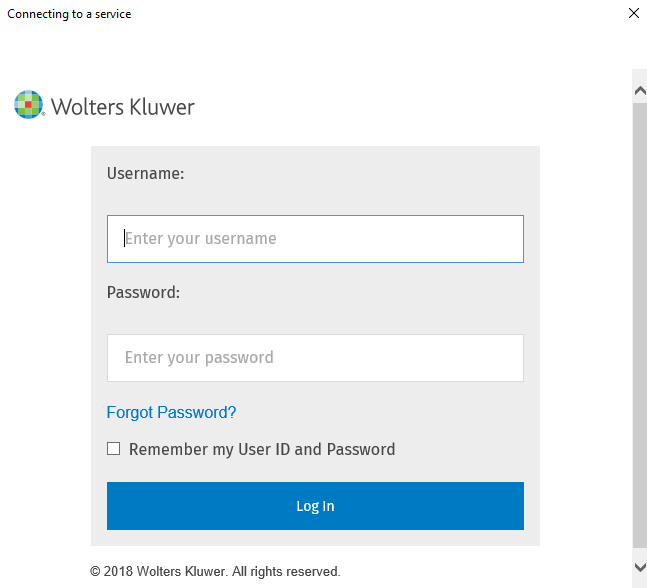 Connecting to a service
Wolters Kluwer
Username:
Enter your username
Password:
Enter your password
Forgot Password?
Remember my User ID and Password
Log In
© 2018 Wolters Kluwer. All rights reserved.